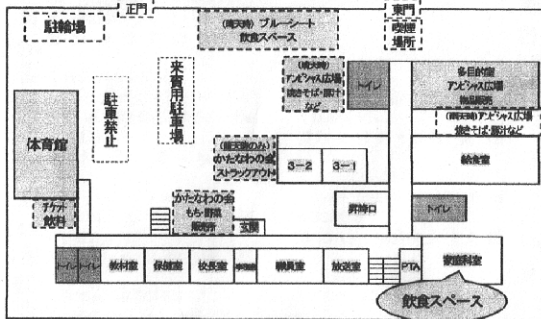 正門
東門
駐輪場
(晴天時) ブルーシート
飲食スペース
喫煙
場所
駐車禁止
来賓用駐車場
(晴天時)
アンビシャス広場
焼きそば・豚汁
など
トイレ
多目的室
アンビシャス広場
物品販売
(雨天時)アンビシャス広場
焼きそば・豚汁など
体育館
(晴天時のみ)
かたなわの会
ストラックアウト
3-2
3-1
給食室
チケット
飲料
かたなわの会
もち・野菜
販売所
玄関
昇降口
トイレ
トイレ
トイレ
教材室
保健室
校長室
職員室
放送室
PTA
家庭科室
飲食スペース